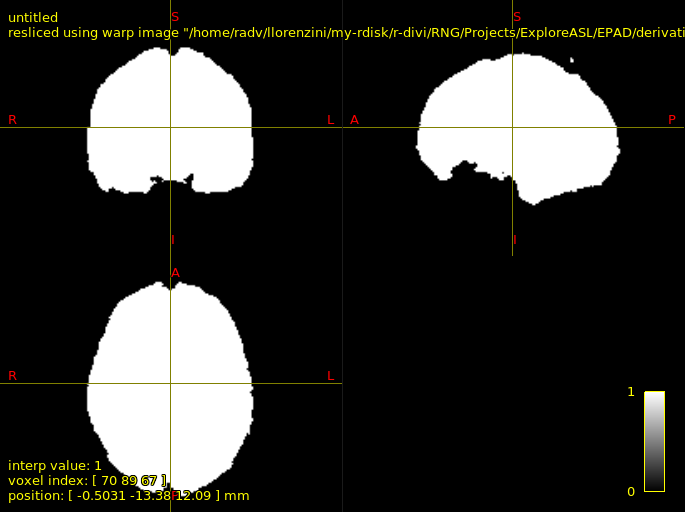 untitled
resliced using warp image "/home/radv/llorenzini/my-rdisk/r-divi/RNG/Projects/ExploreASL/EPAD/derivati
S
S
R
L
A
P
I
I
A
R
L
1
interp value: 1
voxel index: [ 70 89 67 ]
0
position: [ -0.5031 -13.38 12.09 ] mm